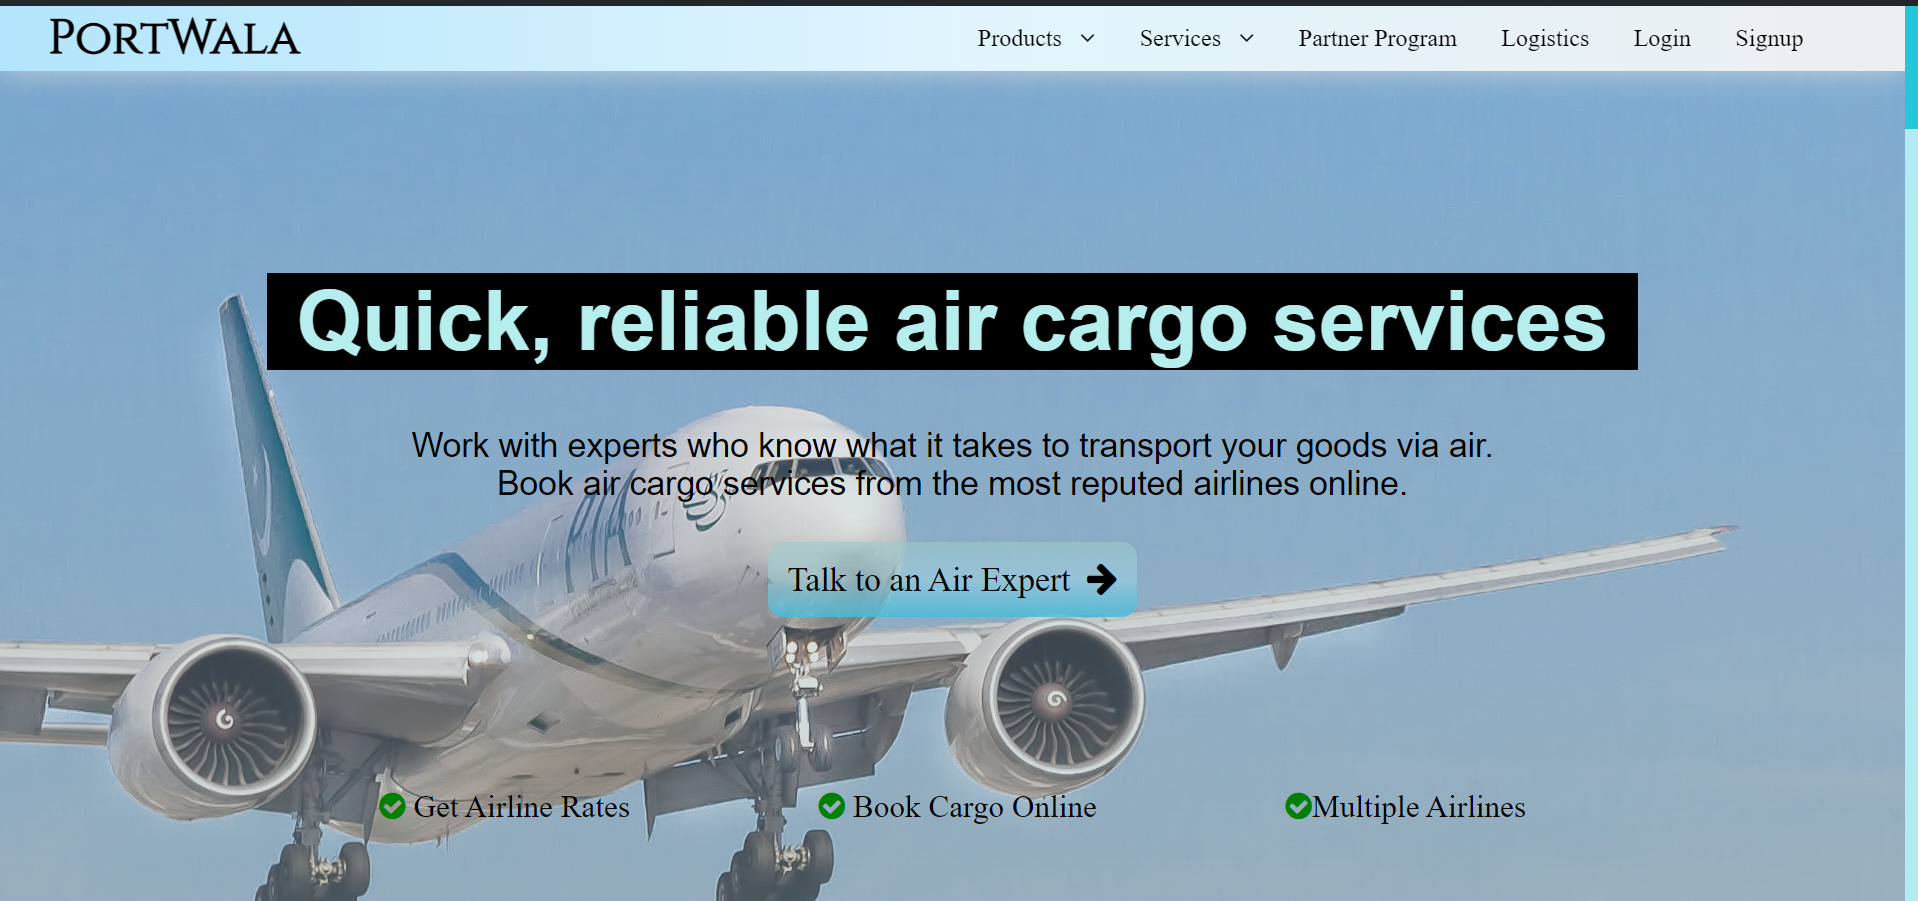 PORTWALA
Products Services Partner Program Logistics Login Signup
Quick, reliable air cargo services
Work with experts who know what it takes to transport your goods via air.
Book air cargo services from the most reputed airlines online.
PIA
Talk to an Air Expert
Get Airline Rates Book Cargo Online Multiple Airlines